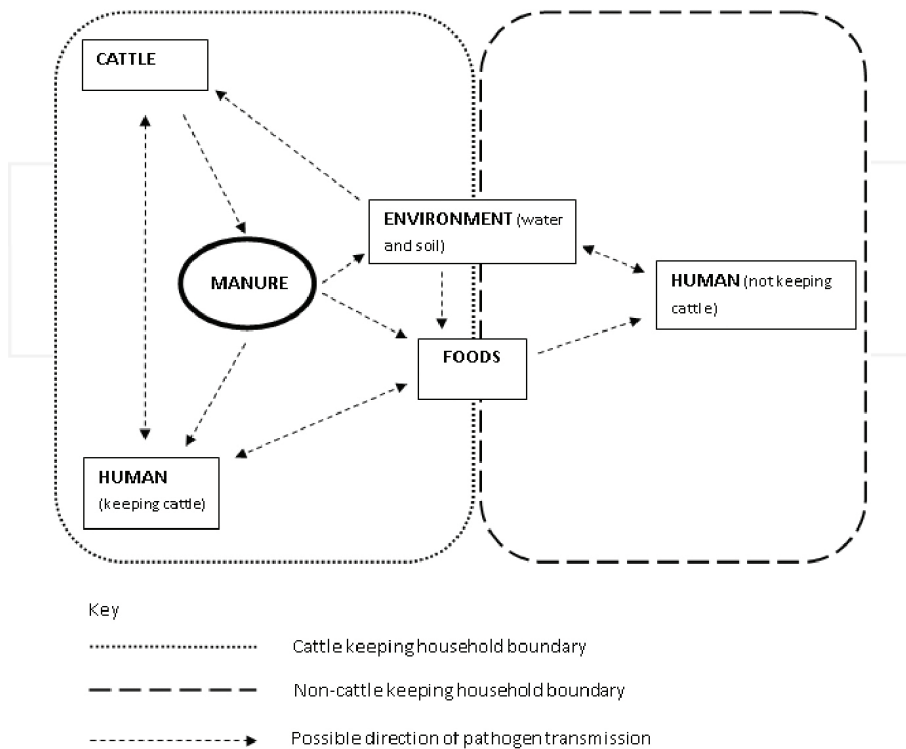 CATTLE
ENVIRONMENT (water
and soil)
MANURE
HUMAN (not keeping
cattle)
FOODS
HUMAN
(keeping cattle)
Key
Cattle keeping household boundary
Non-cattle keeping household boundary
Possible direction of pathogen transmission